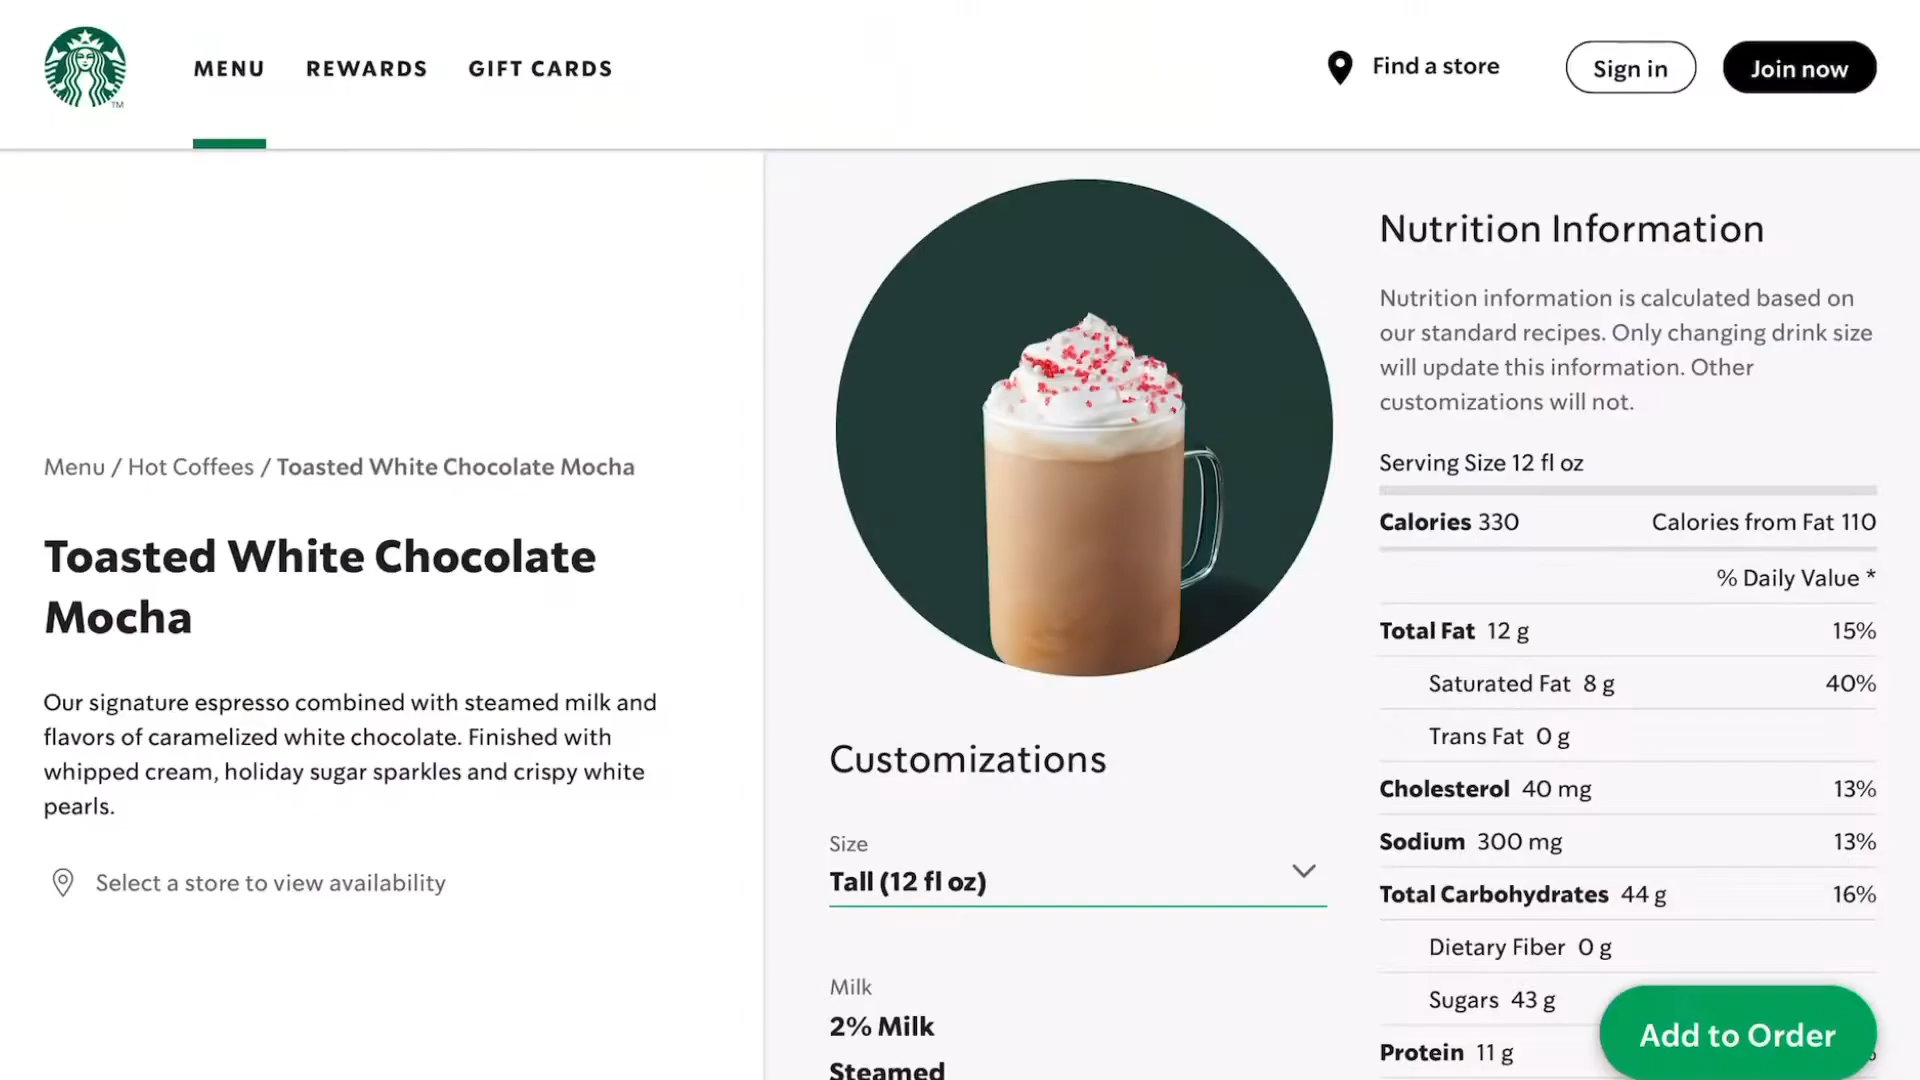 MENU REWARDS GIFT CARDS Find a store Sign in Join now
TM
Menu / Hot Coffees / Toasted White Chocolate Mocha
Toasted White Chocolate
Mocha
Our signature espresso combined with steamed milk and
flavors of caramelized white chocolate. Finished with
whipped cream, holiday sugar sparkles and crispy white
pearls.
Select a store to view availability
Customizations
Size
Tall (12 fl oz)
Milk
2% Milk
Steamed
Nutrition Information
Nutrition information is calculated based on
our standard recipes. Only changing drink size
will update this information. Other
customizations will not.
Serving Size 12 fl oz
Calories 330 Calories from Fat 110
% Daily Value *
Total Fat 12 g 15%
Saturated Fat 8 g 40%
Trans Fat 0 g
Cholesterol 40 mg 13%
Sodium 300 mg 13%
Total Carbohydrates 44 g 16%
Dietary Fiber 0 g
Sugars 43 g
Protein 11 g
Add to Order